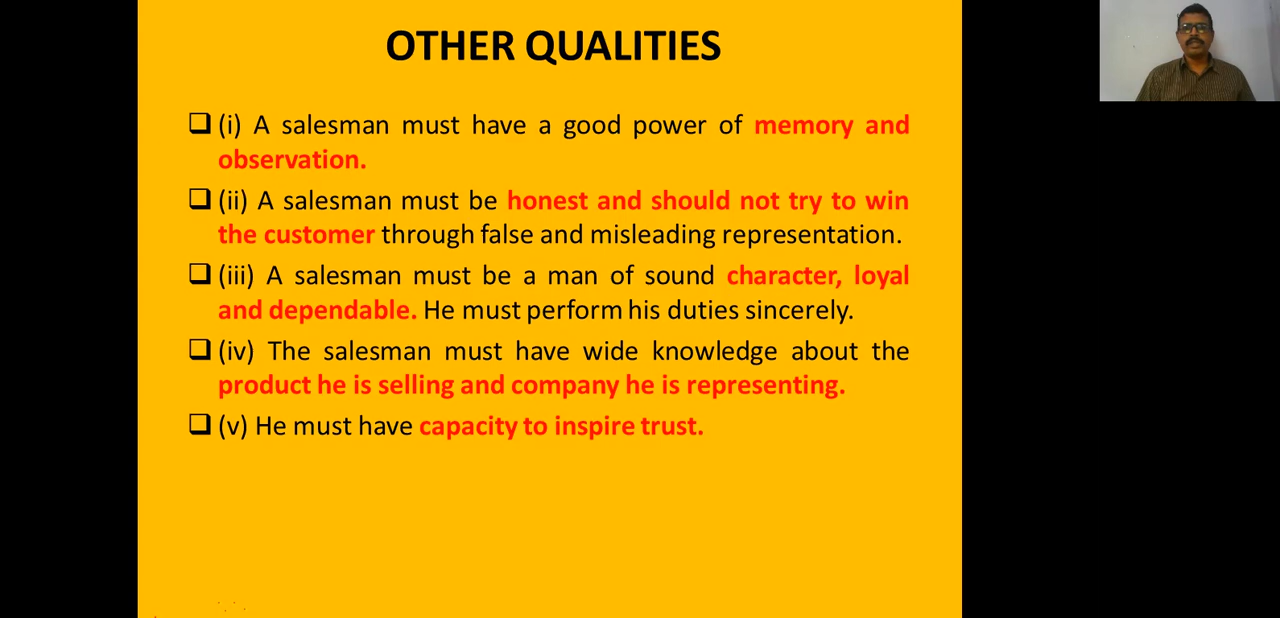 OTHER QUALITIES
❑ (i) A salesman must have a good power of memory and
observation.
❑ (ii) A salesman must be honest and should not try to win
the customer through false and misleading representation.
❑ (iii) A salesman must be a man of sound character, loyal
and dependable. He must perform his duties sincerely.
❑ (iv) The salesman must have wide knowledge about the
product he is selling and company he is representing.
❑ (v) He must have capacity to inspire trust.